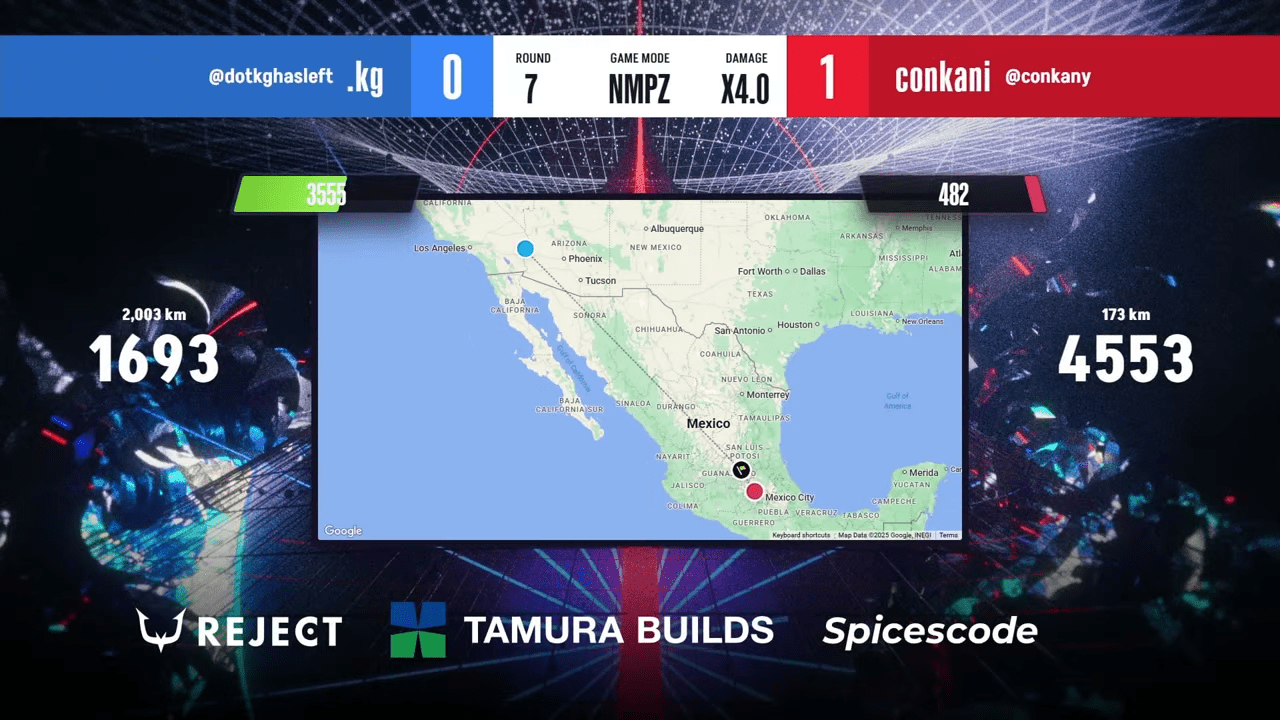 @dotkghasleft .kg
0
ROUND
7
GAME MODE
NMPZ
DAMAGE
X4.0
1
conkani @conkany
3555
482
2,003 km
1693
173 km
4553
CALIFORNIA
Los Angeles
ARIZONA
Phoenix
Tucson
Albuquerque
NEW MEXICO
OKLAHOMA
ARKANSAS
TENNESS
Memphis
MISSISSIPPI
Atl
ALABAM
Fort Worth
Dallas
TEXAS
LOUISIANA
New Orleans
Houston
San Antonio
BAJA
CALIFORNIA
SONORA
CHIHUAHUA
COAHUILA
Gulf of California
NUEVO LEON
Monterrey
BAJA
CALIFORNIA SUR
SINALOA
DURANGO
Mexico
TAMAULIPAS
Gulf of
America
SAN LUIS
POTOSI
NAYARIT
GUANA
JALISCO
COLIMA
Mexico City
PUEBLA
VERACRUZ
TABASCO
GUERRERO
Merida
Can
YUCATAN
CAMPECHE
Google
Keyboard shortcuts
Map Data ©2025 Google, INEGI
Terms
REJECT
TAMURA BUILDS
Spicescode